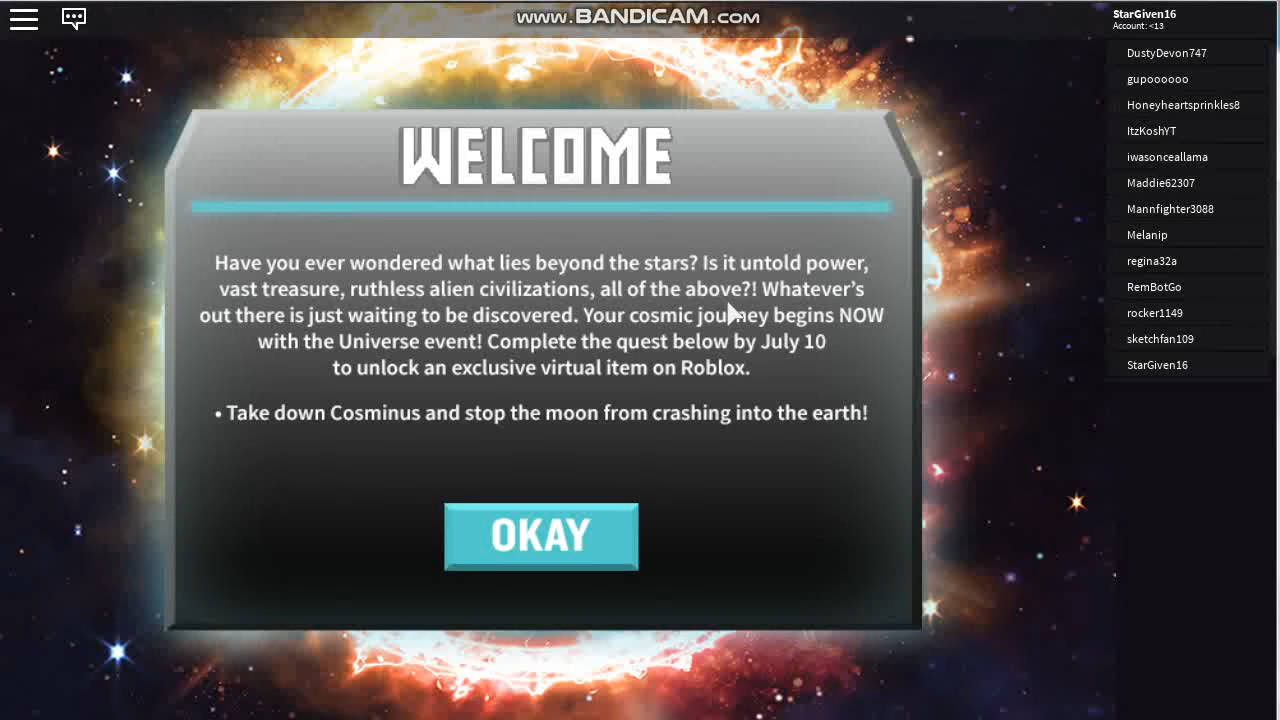 www.BANDICAM.com
StarGiven16
Account: <13
DustyDevon747
gupoooooo
Honeyheartsprinkles8
ItzKoshYT
iwasonceallama
Maddie62307
Mannfighter3088
Melanip
regina32a
RemBotGo
rocker1149
sketchfan109
StarGiven16
WELCOME
Have you ever wondered what lies beyond the stars? Is it untold power,
vast treasure, ruthless alien civilizations, all of the above?! Whatever's
out there is just waiting to be discovered. Your cosmic journey begins NOW
with the Universe event! Complete the quest below by July 10
to unlock an exclusive virtual item on Roblox.
• Take down Cosminus and stop the moon from crashing into the earth!
OKAY